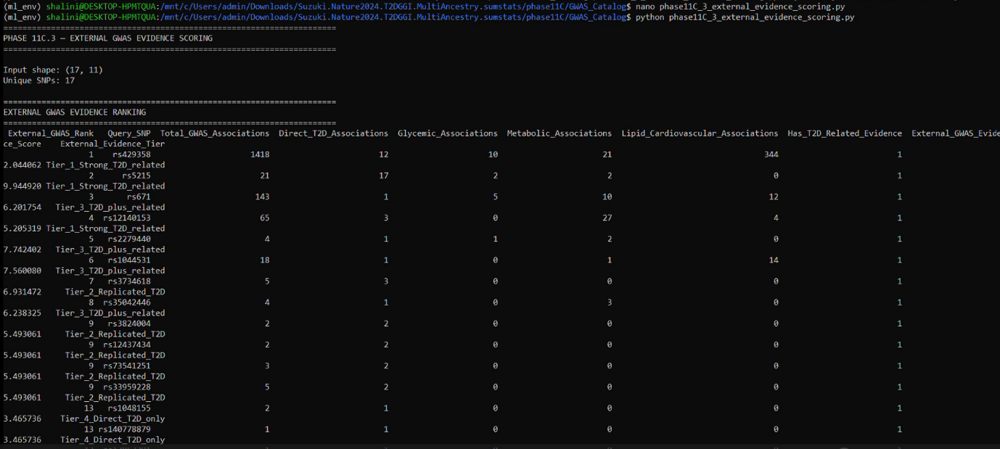 (ml_env) shalini@DESKTOP-HPMTQUA:/mnt/c/Users/admin/Downloads/Suzuki.Nature2024.T2DGGI.MultiAncestry.sumstats/phase11C/GWAS_Catalog$ nano phase11C_3_external_evidence_scoring.py
(ml_env) shalini@DESKTOP-HPMTQUA:/mnt/c/Users/admin/Downloads/Suzuki.Nature2024.T2DGGI.MultiAncestry.sumstats/phase11C/GWAS_Catalog$ python phase11C_3_external_evidence_scoring.py
======================================================================
PHASE 11C.3 — EXTERNAL GWAS EVIDENCE SCORING
======================================================================
Input shape: (17, 11)
Unique SNPs: 17
======================================================================
EXTERNAL GWAS EVIDENCE RANKING
======================================================================
External_GWAS_Rank Query_SNP Total_GWAS_Associations Direct_T2D_Associations Glycemic_Associations Metabolic_Associations Lipid_Cardiovascular_Associations Has_T2D_Related_Evidence External_GWAS_Eviden
ce_Score External_Evidence_Tier
1 rs429358 1418 12 10 21 344 1
2.044062 Tier_1_Strong_T2D_related
2 rs5215 21 17 2 2 0 1
9.944920 Tier_1_Strong_T2D_related
3 rs671 143 1 5 10 12 1
6.201754 Tier_3_T2D_plus_related
4 rs12140153 65 3 0 27 4 1
5.205319 Tier_1_Strong_T2D_related
5 rs2279440 4 1 1 2 0 1
7.742402 Tier_3_T2D_plus_related
6 rs1044531 18 1 0 1 14 1
7.560080 Tier_3_T2D_plus_related
7 rs3734618 5 3 0 0 0 1
6.931472 Tier_2_Replicated_T2D
8 rs35042446 4 1 0 3 0 1
6.238325 Tier_3_T2D_plus_related
9 rs3824004 2 2 0 0 0 1
5.493061 Tier_2_Replicated_T2D
9 rs12437434 2 2 0 0 0 1
5.493061 Tier_2_Replicated_T2D
9 rs73541251 3 2 0 0 0 1
5.493061 Tier_2_Replicated_T2D
9 rs33959228 5 2 0 0 0 1
5.493061 Tier_2_Replicated_T2D
13 rs1048155 2 1 0 0 0 1
3.465736 Tier_4_Direct_T2D_only
13 rs140778879 1 1 0 0 0 1
3.465736 Tier_4_Direct_T2D_only